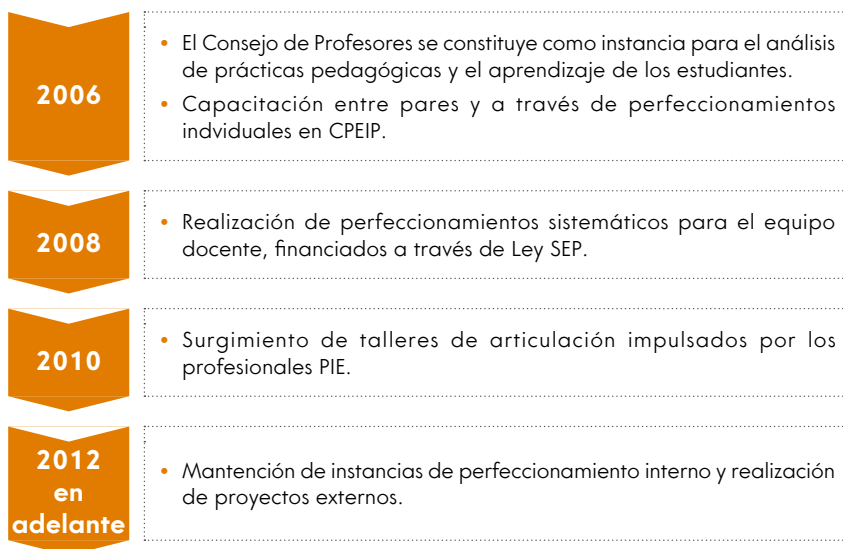 2006
• El Consejo de Profesores se constituye como instancia para el análisis
de prácticas pedagógicas y el aprendizaje de los estudiantes.
• Capacitación entre pares y a través de perfeccionamientos
indviduales en CPEIP.
2008
• Realización de perfeccionamientos sistemáticos para el equipo
docente, financiados a través de Ley SEP.
2010
• Surgimiento de talleres de articulación impulsados por los
profesionales PIE.
2012
en
adelante
• Mantención de instancias de perfeccionamiento interno y realización
de proyectos externos.